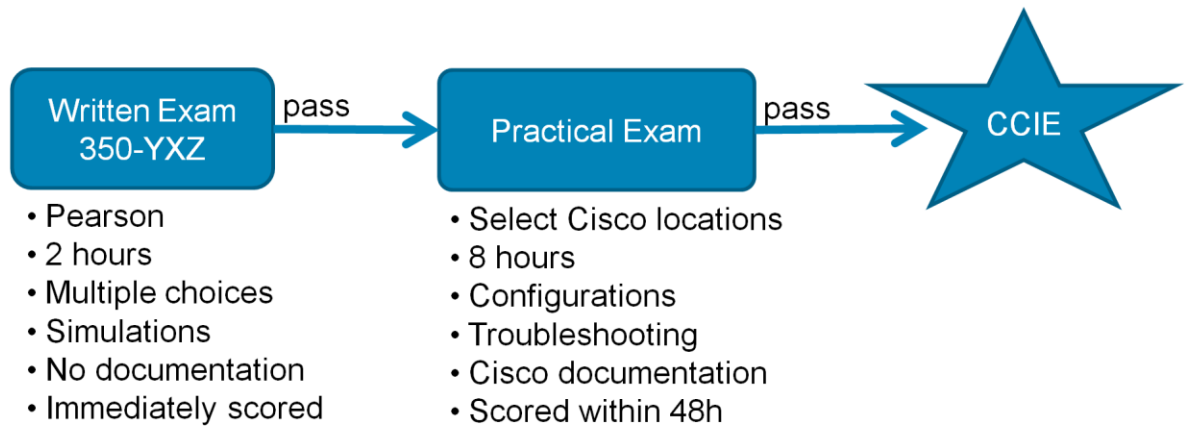 Written Exam
350-YXZ
pass
Practical Exam
pass
CCIE
• Pearson
• 2 hours
• Multiple choices
• Simulations
• No documentation
• Immediately scored
• Select Cisco locations
• 8 hours
• Configurations
• Troubleshooting
• Cisco documentation
• Scored within 48h